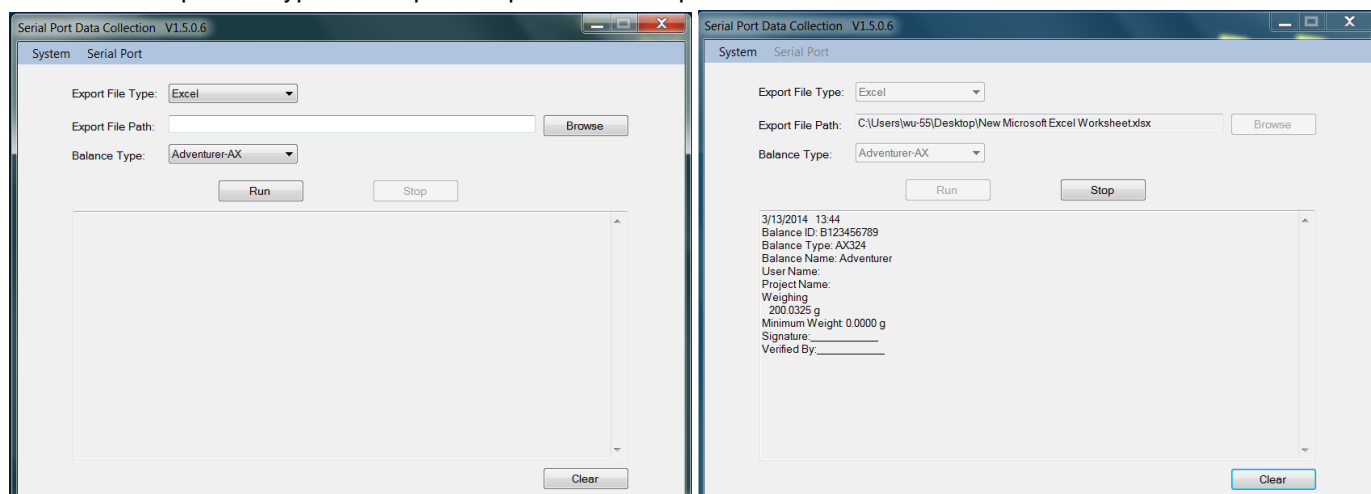 Serial Port Data Collection V1.5.0.6
System Serial Port
Export File Type: Excel
Export File Path: Browse
Balance Type: Adventurer-AX
Run Stop
Clear
Serial Port Data Collection V1.5.0.6
System Serial Port
Export File Type: Excel
Export File Path: C:\Users\wu-55\Desktop\New Microsoft Excel Worksheet.xlsx Browse
Balance Type: Adventurer-AX
Run Stop
3/13/2014 13:44
Balance ID: B123456789
Balance Type: AX324
Balance Name: Adventurer
User Name:
Project Name:
Weighing
200.0325 g
Minimum Weight: 0.0000 g
Signature:____________
Verified By:____________
Clear